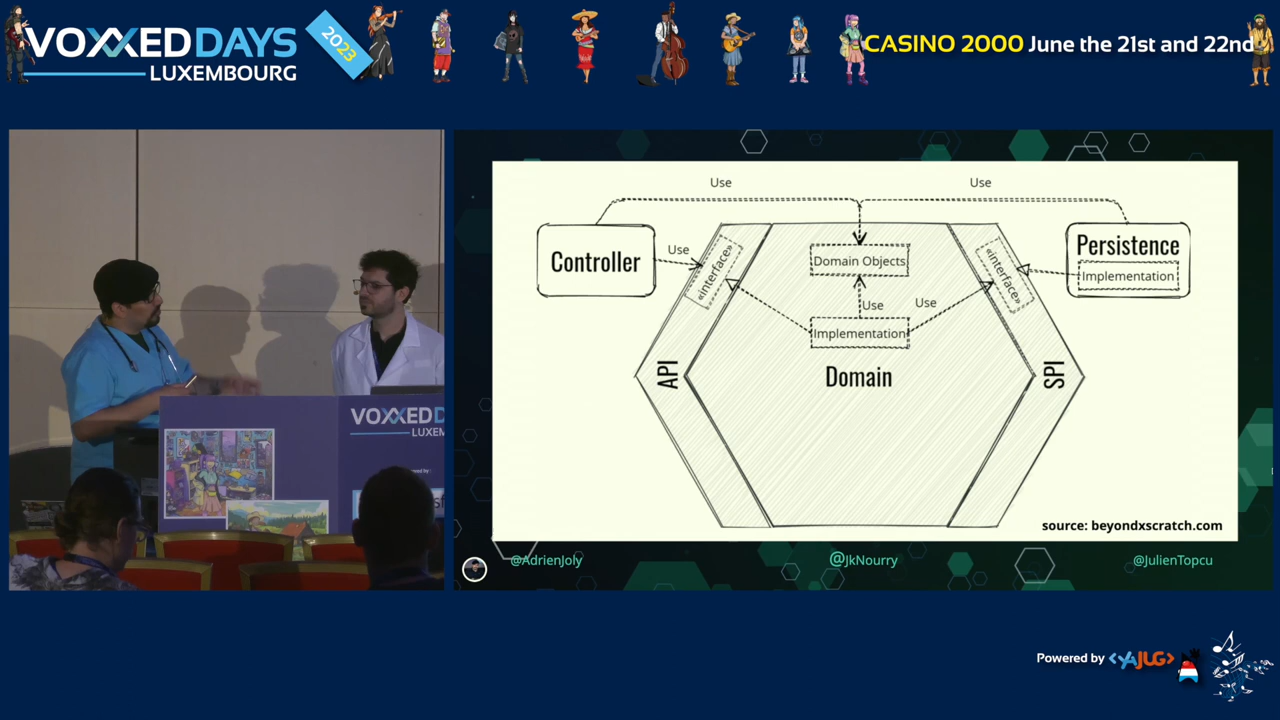 VOXXED DAYS
LUXEMBOURG
2023
CASINO 2000 June the 21st and 22nd
Use
Use
Controller
Use
«interface»
Domain Objects
«interface»
Persistence
Implementation
Use
Use
Implementation
API
Domain
SPI
source: beyondxscratch.com
@AdrienJoly
@JkNourry
@JulienTopcu
VOXXED D
LUXEM
Powered by <YAJUG>